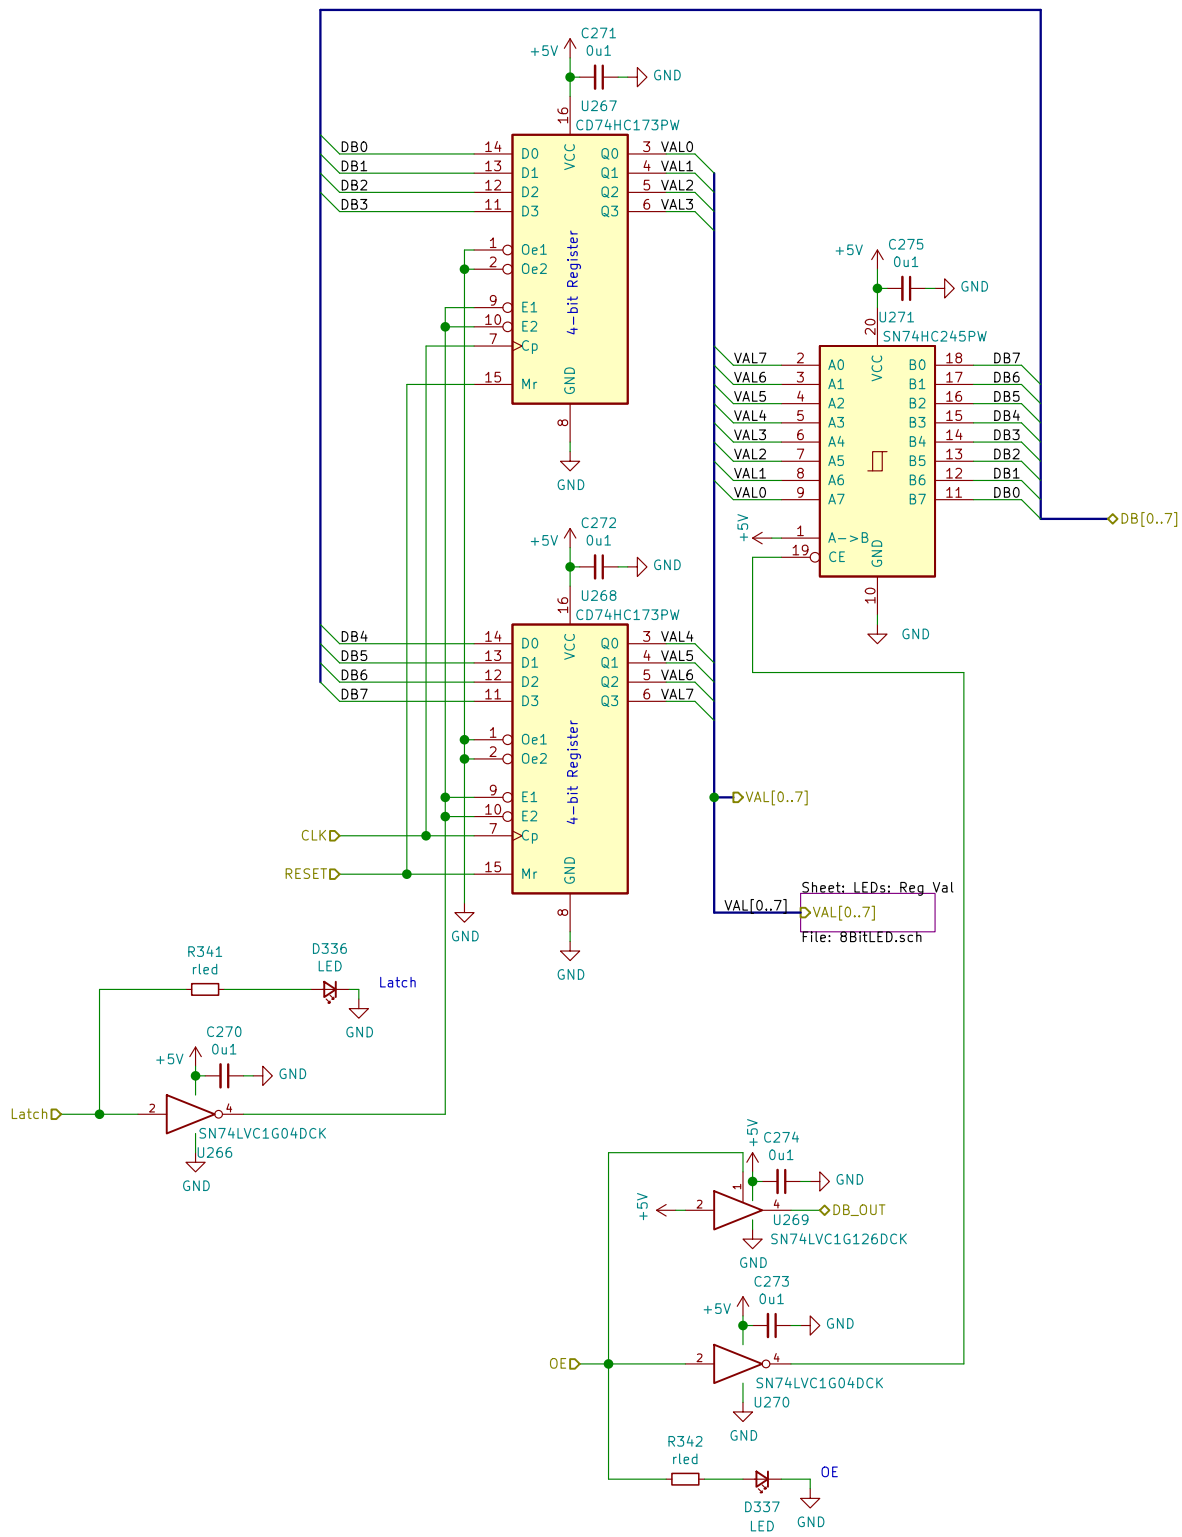 C271
0u1
+5V
GND
U267
CD74HC173PW
16
VCC
DB0 14 D0 Q0 3 VAL0
DB1 13 D1 Q1 4 VAL1
DB2 12 D2 Q2 5 VAL2
DB3 11 D3 Q3 6 VAL3
1 Oe1
2 Oe2
9 E1
10 E2
7 Cp
15 Mr
4-bit Register
GND
8
GND
C275
0u1
+5V
GND
U271
SN74HC245PW
20
VCC
VAL7 2 A0 B0 18 DB7
VAL6 3 A1 B1 17 DB6
VAL5 4 A2 B2 16 DB5
VAL4 5 A3 B3 15 DB4
VAL3 6 A4 B4 14 DB3
VAL2 7 A5 B5 13 DB2
VAL1 8 A6 B6 12 DB1
VAL0 9 A7 B7 11 DB0
+5V
1 A->B
19 CE
GND
10
GND
DB[0..7]
C272
0u1
+5V
GND
U268
CD74HC173PW
16
VCC
DB4 14 D0 Q0 3 VAL4
DB5 13 D1 Q1 4 VAL5
DB6 12 D2 Q2 5 VAL6
DB7 11 D3 Q3 6 VAL7
1 Oe1
2 Oe2
9 E1
10 E2
CLK 7 Cp
RESET 15 Mr
4-bit Register
GND
8
GND
GND
VAL[0..7]
Sheet: LEDs: Reg Val
VAL[0..7] VAL[0..7]
File: 8BitLED.sch
R341
rled
D336
LED
Latch
GND
C270
0u1
+5V
GND
Latch
2
4
SN74LVC1G04DCK
U266
GND
+5V
C274
0u1
GND
1
+5V
2
4
DB_OUT
U269
SN74LVC1G126DCK
GND
C273
0u1
+5V
GND
OE
2
4
SN74LVC1G04DCK
U270
GND
R342
rled
OE
D337
LED
GND